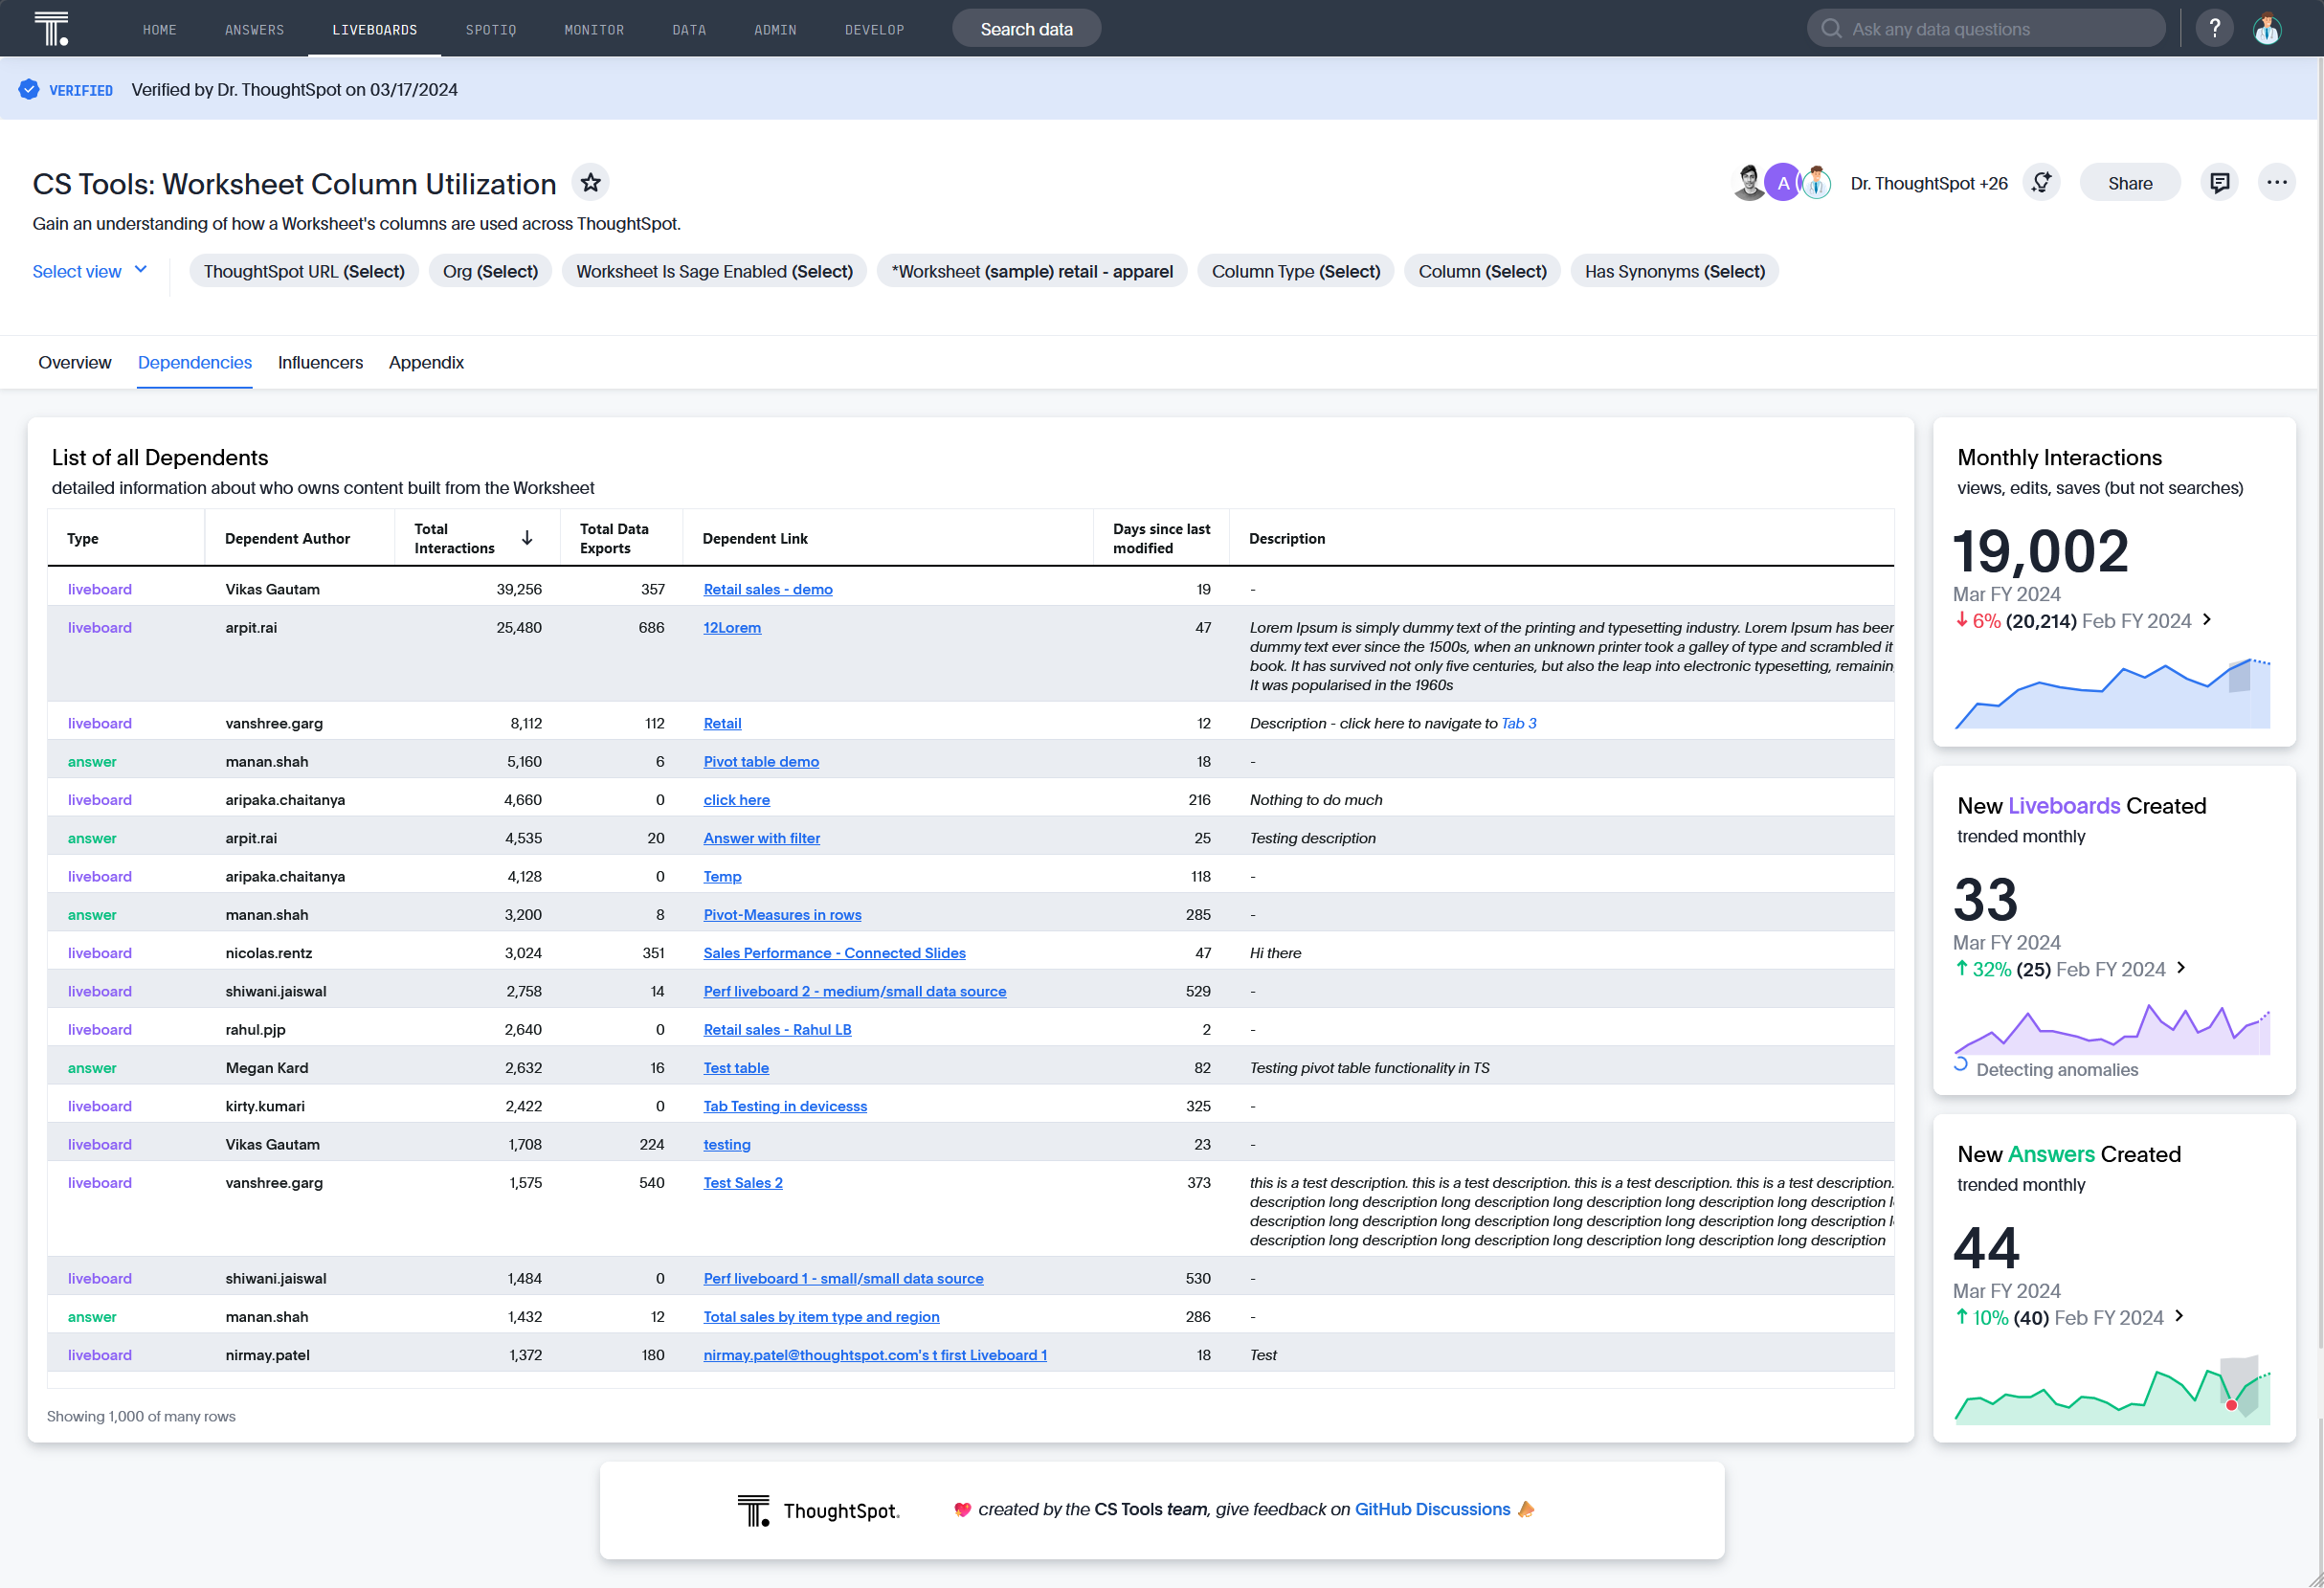 HOME ANSWERS LIVEBOARDS SPOTIQ MONITOR DATA ADMIN DEVELOP Search data Ask any data questions ?
VERIFIED Verified by Dr. ThoughtSpot on 03/17/2024
CS Tools: Worksheet Column Utilization
A Dr. ThoughtSpot +26 Share
Gain an understanding of how a Worksheet's columns are used across ThoughtSpot.
Select view ThoughtSpot URL (Select) Org (Select) Worksheet Is Sage Enabled (Select) *Worksheet (sample) retail - apparel Column Type (Select) Column (Select) Has Synonyms (Select)
Overview Dependencies Influencers Appendix
List of all Dependents
detailed information about who owns content built from the Worksheet
Type Dependent Author Total Interactions Total Data Exports Dependent Link Days since last modified Description
liveboard Vikas Gautam 39,256 357 Retail sales - demo 19 -
liveboard arpit.rai 25,480 686 12Lorem 47 Lorem Ipsum is simply dummy text of the printing and typesetting industry. Lorem Ipsum has been
dummy text ever since the 1500s, when an unknown printer took a galley of type and scrambled it
book. It has survived not only five centuries, but also the leap into electronic typesetting, remainin
It was popularised in the 1960s
liveboard vanshree.garg 8,112 112 Retail 12 Description - click here to navigate to Tab 3
answer manan.shah 5,160 6 Pivot table demo 18 -
liveboard aripaka.chaitanya 4,660 0 click here 216 Nothing to do much
answer arpit.rai 4,535 20 Answer with filter 25 Testing description
liveboard aripaka.chaitanya 4,128 0 Temp 118 -
answer manan.shah 3,200 8 Pivot-Measures in rows 285 -
liveboard nicolas.rentz 3,024 351 Sales Performance - Connected Slides 47 Hi there
liveboard shiwani.jaiswal 2,758 14 Perf liveboard 2 - medium/small data source 529 -
liveboard rahul.pjp 2,640 0 Retail sales - Rahul LB 2 -
answer Megan Kard 2,632 16 Test table 82 Testing pivot table functionality in TS
liveboard kirty.kumari 2,422 0 Tab Testing in devicesss 325 -
liveboard Vikas Gautam 1,708 224 testing 23 -
liveboard vanshree.garg 1,575 540 Test Sales 2 373 this is a test description. this is a test description. this is a test description. this is a test description.
description long description long description long description long description long description l
description long description long description long description long description long description l
description long description long description long description long description long description
liveboard shiwani.jaiswal 1,484 0 Perf liveboard 1 - small/small data source 530 -
answer manan.shah 1,432 12 Total sales by item type and region 286 -
liveboard nirmay.patel 1,372 180 nirmay.patel@thoughtspot.com's t first Liveboard 1 18 Test
Showing 1,000 of many rows
Monthly Interactions
views, edits, saves (but not searches)
19,002
Mar FY 2024
↓ 6% (20,214) Feb FY 2024
New Liveboards Created
trended monthly
33
Mar FY 2024
↑ 32% (25) Feb FY 2024
Detecting anomalies
New Answers Created
trended monthly
44
Mar FY 2024
↑ 10% (40) Feb FY 2024
ThoughtSpot. 💖 created by the CS Tools team, give feedback on GitHub Discussions 📣